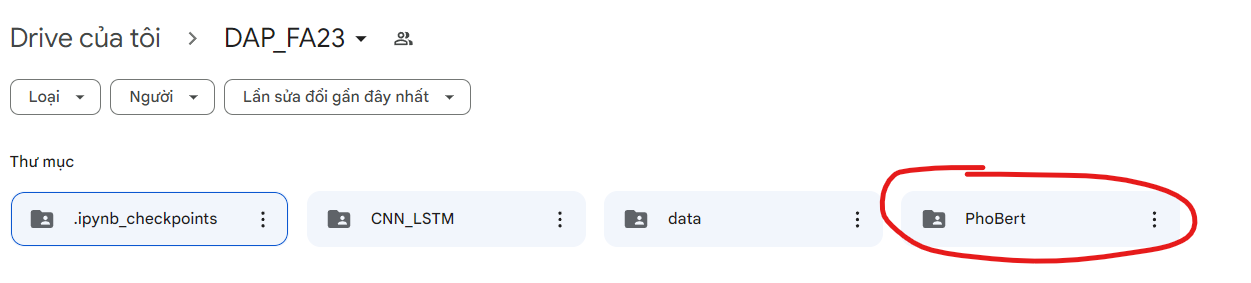 Drive của tôi > DAP_FA23
Loại Người Lần sửa đổi gần đây nhất
Thư mục
.ipynb_checkpoints CNN_LSTM data PhoBert